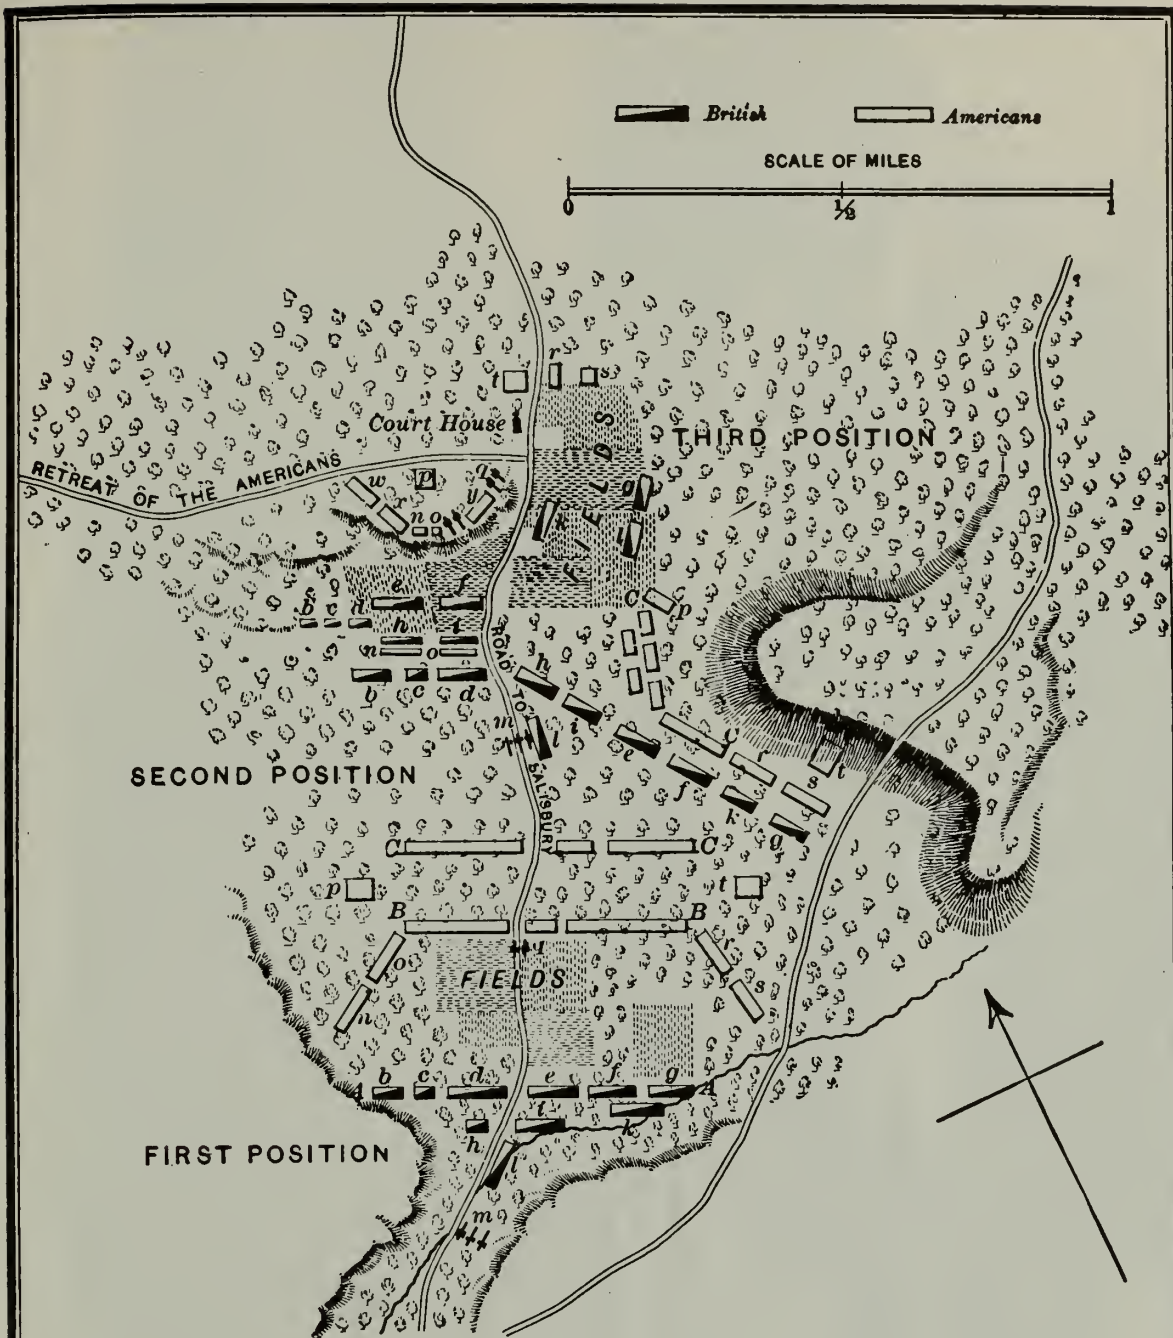 British
Americans
SCALE OF MILES
0
½
1
t
r
s
Court House
FIELDS
THIRD POSITION
RETREAT OF THE AMERICANS
w
p
q
x
n
o
y
g
k
C
p
g
b
c
d
e
f
h
i
n
o
b
c
d
m
l
ROAD TO SALISBURY
h
i
e
f
k
g
C
r
s
t
SECOND POSITION
C
C
p
t
B
B
q
o
n
r
s
FIELDS
A
b
c
d
e
f
g
A
h
i
k
l
m
FIRST POSITION